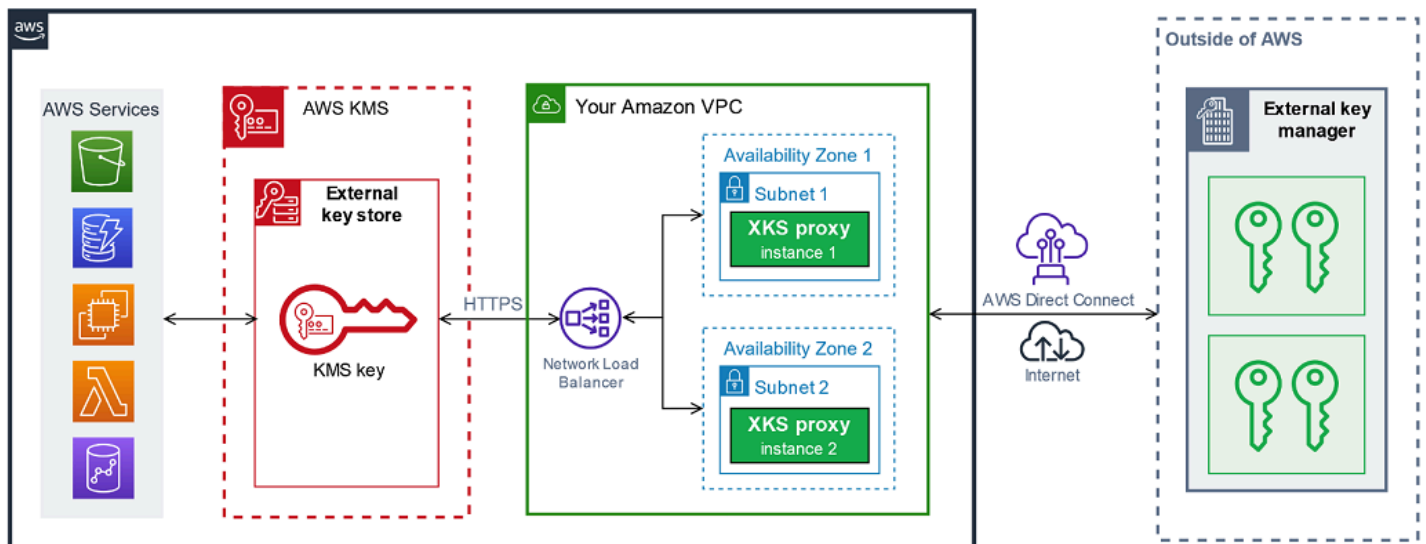 aws
Outside of AWS
AWS Services
AWS KMS
Your Amazon VPC
External key
manager
Availability Zone 1
Subnet 1
External
key store
XKS proxy
instance 1
HTTPS
AWS Direct Connect
Availability Zone 2
Network Load
Balancer
KMS key
Internet
Subnet 2
XKS proxy
instance 2